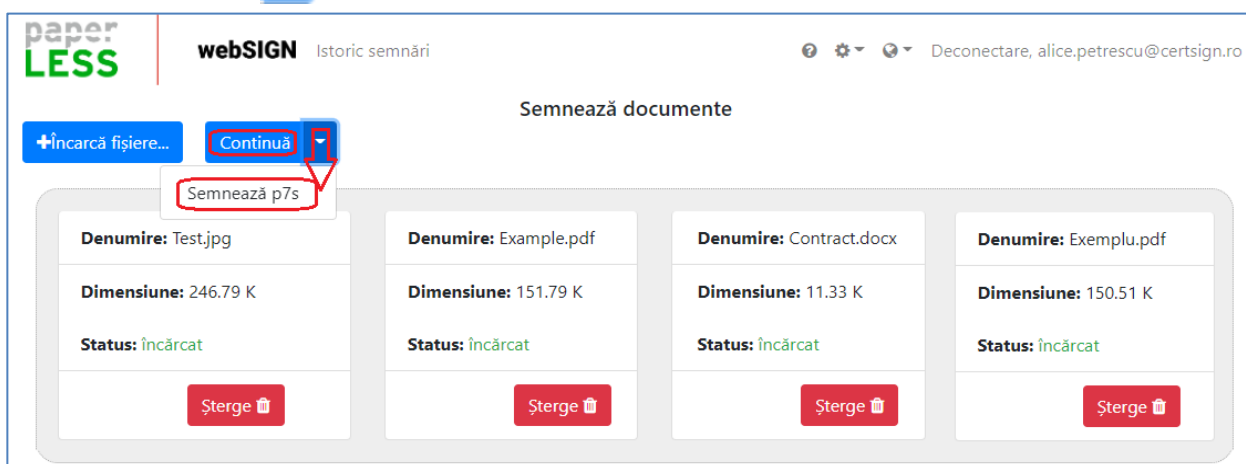 paper
LESS
webSIGN Istoric semnări Deconectare, alice.petrescu@certsign.ro
Semnează documente
Încarcă fișiere... Continuă
Semnează p7s
Denumire: Test.jpg
Dimensiune: 246.79 K
Status: încărcat
Șterge
Denumire: Example.pdf
Dimensiune: 151.79 K
Status: încărcat
Șterge
Denumire: Contract.docx
Dimensiune: 11.33 K
Status: încărcat
Șterge
Denumire: Exemplu.pdf
Dimensiune: 150.51 K
Status: încărcat
Șterge